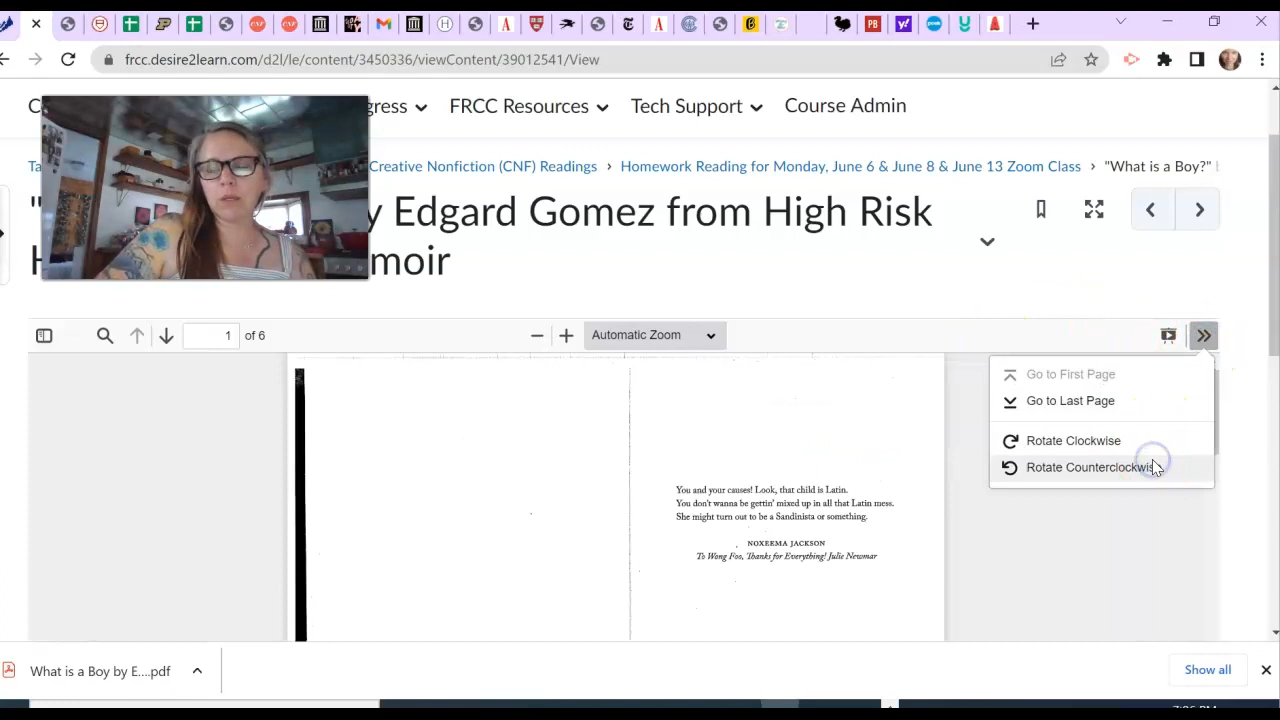 frcc.desire2learn.com/d2l/le/content/3450336/viewContent/39012541/View
FRCC Resources
Tech Support
Course Admin
Creative Nonfiction (CNF) Readings
Homework Reading for Monday, June 6 & June 8 & June 13 Zoom Class
"What is a Boy?"
Edgard Gomez from High Risk
1 of 6
Automatic Zoom
Go to First Page
Go to Last Page
Rotate Clockwise
Rotate Counterclockwise
You and your causes! Look, that child is Latin.
You don't wanna be gettin' mixed up in all that Latin mess.
She might turn out to be a Sandinista or something.
NOXEEMA JACKSON
To Wong Foo, Thanks for Everything! Julie Newmar
What is a Boy by E....pdf
Show all